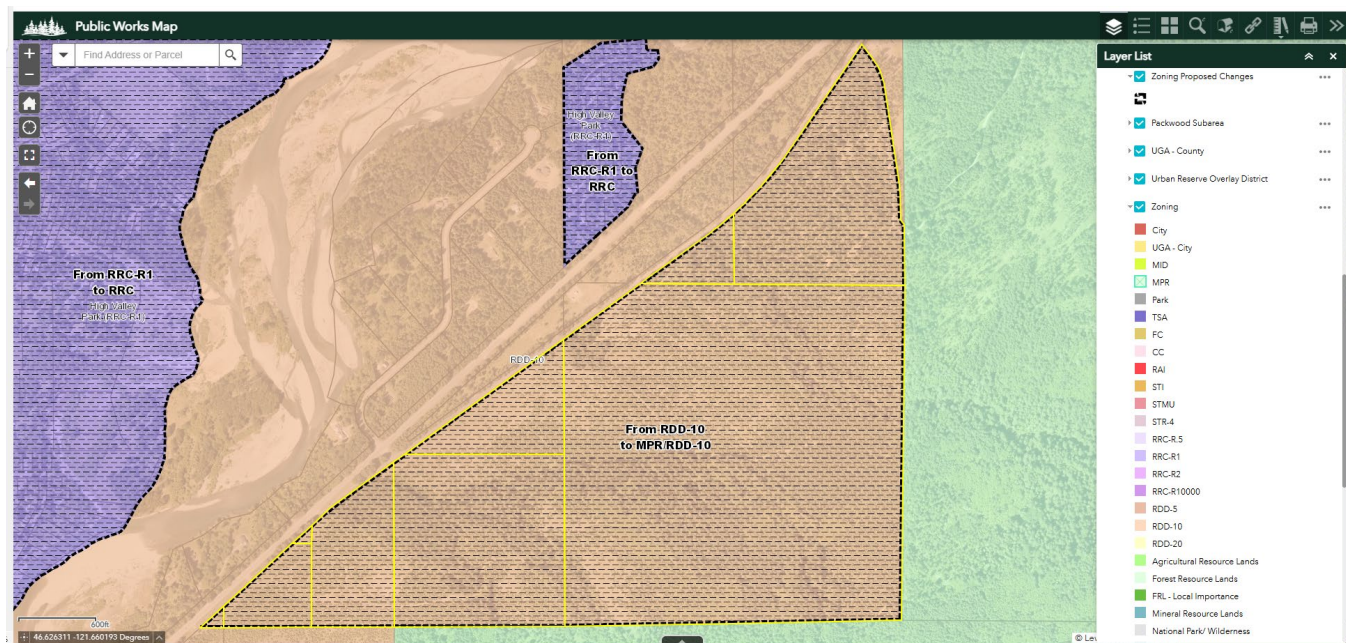 Public Works Map
Find Address or Parcel
Layer List
Zoning Proposed Changes
Packwood Subarea
UGA - County
Urban Reserve Overlay District
Zoning
City
UGA - City
MID
MPR
Park
TSA
FC
CC
RAI
STI
STMU
STR-4
RRC-R.5
RRC-R1
RRC-R2
RRC-R10000
RDD-5
RDD-10
RDD-20
Agricultural Resource Lands
Forest Resource Lands
FRL - Local Importance
Mineral Resource Lands
National Park/ Wilderness
High Valley
Park
(RRC-R1)
From
RRC-R1 to
RRC
From RRC-R1
to RRC
High Valley
Park (RRC-R1)
RDD-10
From RDD-10
to MPR/RDD-10
600ft
46.626311 -121.660193 Degrees